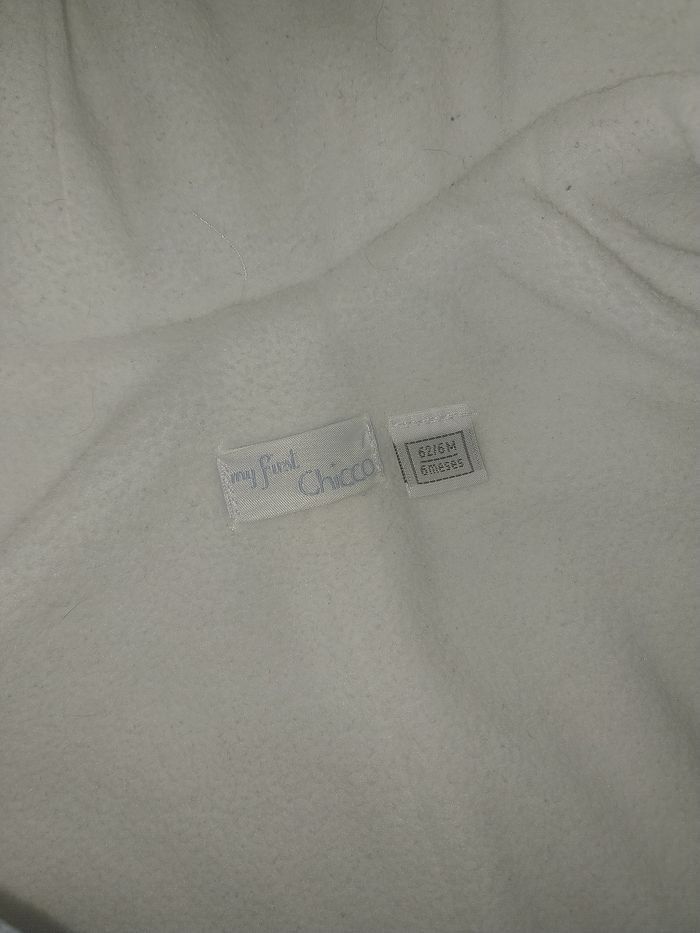 my first
Chicco
62/6M
6meses